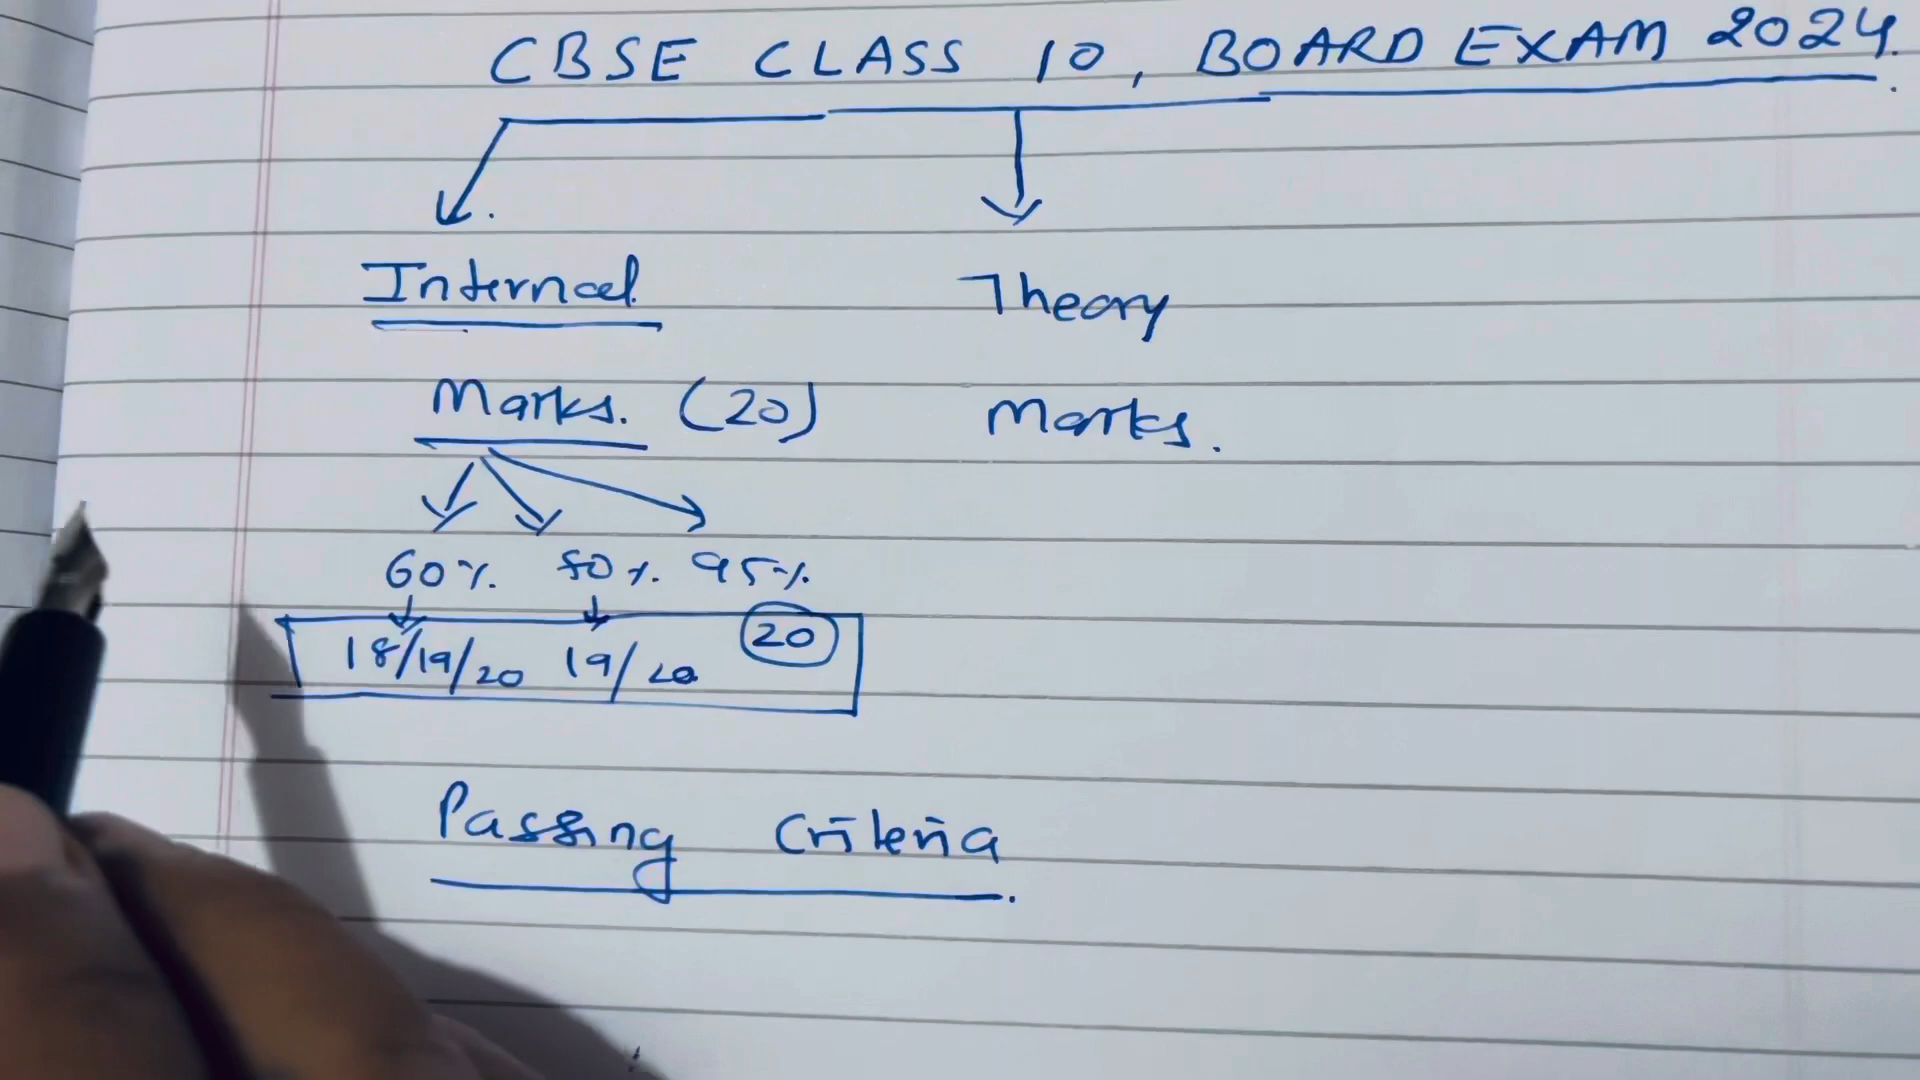 CBSE CLASS 10, BOARD EXAM 2024.
Internal Theory
Marks. (20) Marks.
60% 80% 95%
18/19/20 19/20 20
Passing Criteria.